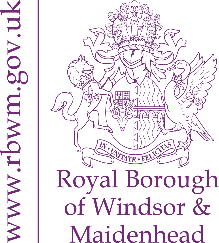 www.rbwm.gov.uk
Royal Borough
of Windsor &
Maidenhead